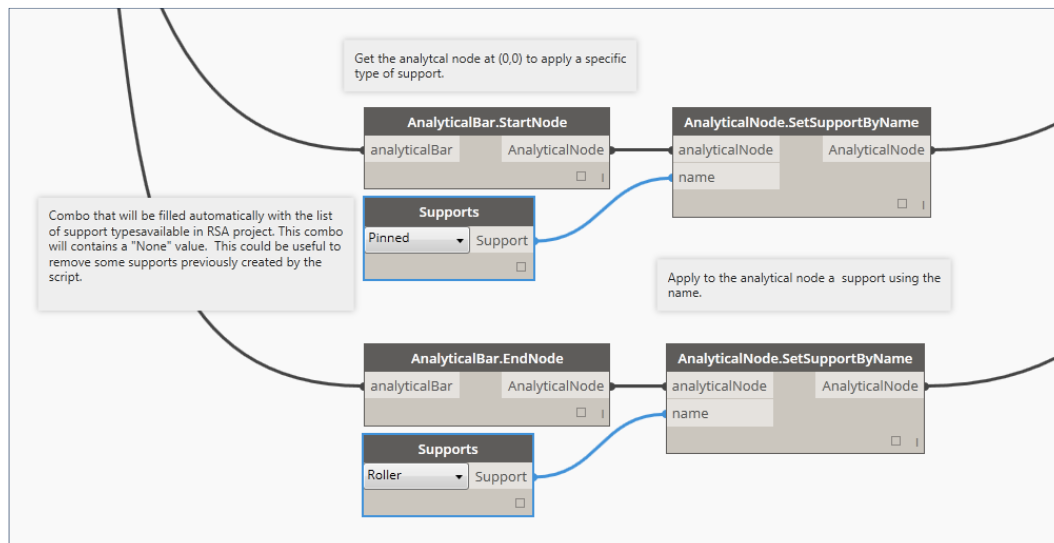 Get the analytcal node at (0,0) to apply a specific
type of support.
AnalyticalBar.StartNode
analyticalBar
AnalyticalNode
AnalyticalNode.SetSupportByName
analyticalNode
AnalyticalNode
name
Combo that will be filled automatically with the list
of support typesavailable in RSA project. This combo
will contains a "None" value.  This could be useful to
remove some supports previously created by the
script.
Supports
Pinned
Support
Apply to the analytical node a  support using the
name.
AnalyticalBar.EndNode
analyticalBar
AnalyticalNode
AnalyticalNode.SetSupportByName
analyticalNode
AnalyticalNode
name
Supports
Roller
Support